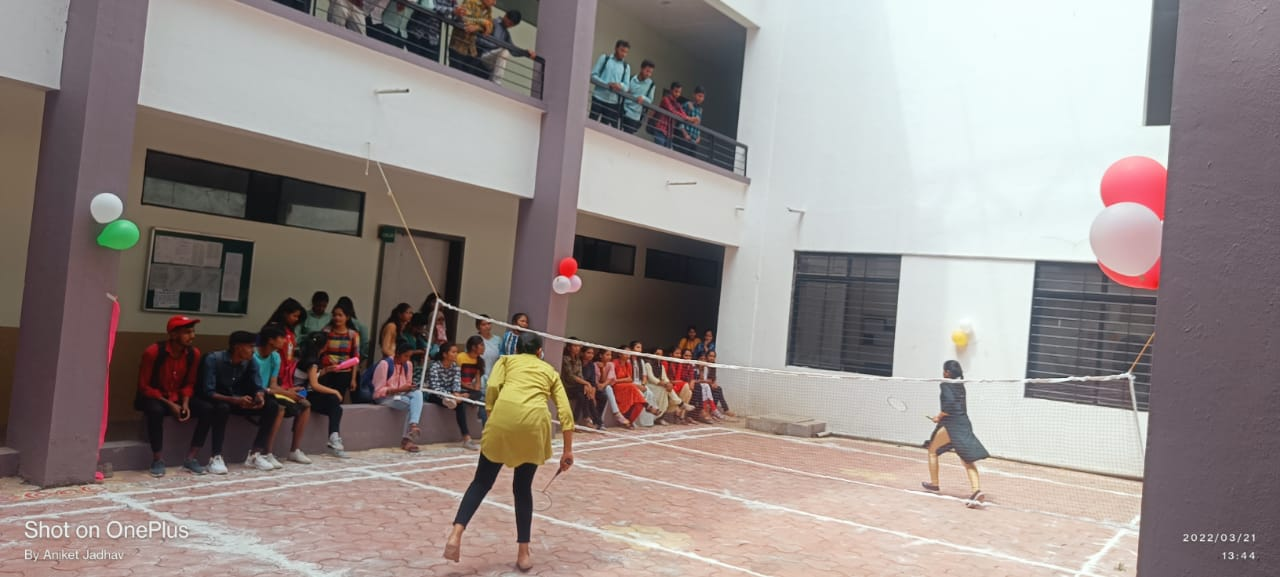 Shot on OnePlus
By Aniket Jadhav
2022/03/21
13:44